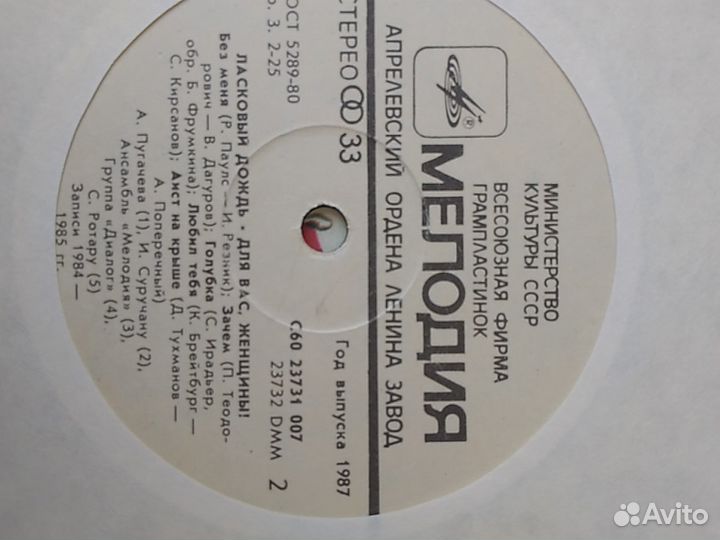 МИНИСТЕРСТВО
КУЛЬТУРЫ СССР
ВСЕСОЮЗНАЯ ФИРМА
ГРАМПЛАСТИНОК
®
МЕЛОДИЯ
АПРЕЛЕВСКИЙ ОРДЕНА ЛЕНИНА ЗАВОД
СТЕРЕО 33
Год выпуска 1987
ОСТ 5289-80
р. 3. 2-25
С60 23731 007
23732 DMM 2
ЛАСКОВЫЙ ДОЖДЬ • ДЛЯ ВАС, ЖЕНЩИНЫ!
Без меня (Р. Паулс — И. Резник); Зачем (П. Теодо-
рович — В. Дагуров); Голубка (С. Ирадьер,
обр. Б. Фрумкина); Любил тебя (К. Брейтбург —
С. Кирсанов); Аист на крыше (Д. Тухманов —
А. Поперечный)
А. Пугачева (1), И. Суручану (2),
Ансамбль «Мелодия» (3),
Группа «Диалог» (4),
С. Ротару (5)
Записи 1984 —
1985 гг.
Avito